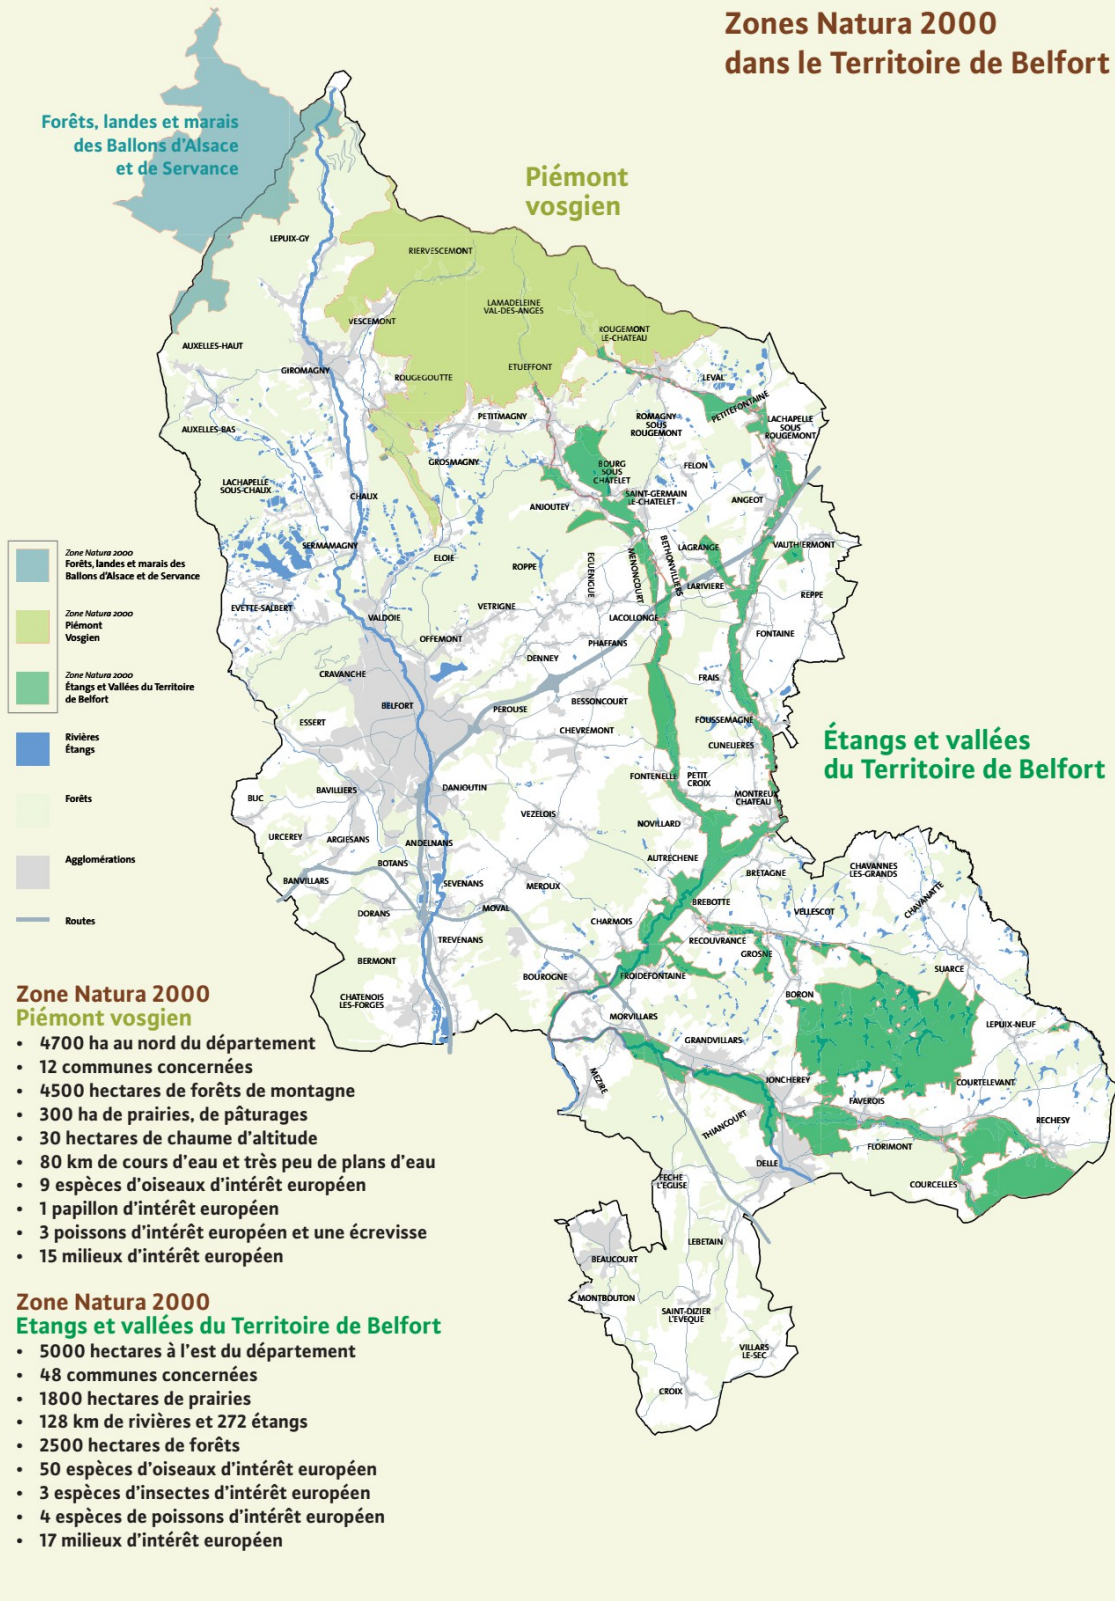 Zones Natura 2000
dans le Territoire de Belfort
Forêts, landes et marais
des Ballons d'Alsace
et de Servance
Piémont
vosgien
LEPUIX-GY
RIERVESCEMONT
LAMADELEINE
VAL-DES-ANGES
VESCEMONT
ROUGEMONT
LE-CHATEAU
AUXELLES-HAUT
GIROMAGNY
ROUGEGOUTTE
ETUEFFONT
LEVAL
PETITEFONTAINE
PETITMAGNY
ROMAGNY
SOUS
ROUGEMONT
LACHAPELLE
SOUS
ROUGEMONT
AUXELLES-BAS
GROSMAGNY
BOURG
SOUS
CHATELET
FELON
LACHAPELLE
SOUS-CHAUX
CHAUX
SAINT-GERMAIN
LE-CHATELET
ANGEOT
ANJOUTEY
SERMAMAGNY
ELOIE
ROPPE
EGUENIGUE
MENONCOURT
BETHONVILLIERS
LAGRANGE
VAUTHIERMONT
LARIVIERE
REPPE
EVETTE-SALBERT
VALDOIE
VETRIGNE
LACOLLONGE
OFFEMONT
PHAFFANS
FONTAINE
DENNEY
CRAVANCHE
FRAIS
BELFORT
PEROUSE
BESSONCOURT
ESSERT
CHEVREMONT
FOUSSEMAGNE
CUNELIERES
Étangs et vallées
du Territoire de Belfort
FONTENELLE
PETIT
CROIX
BUC
BAVILLIERS
DANJOUTIN
MONTREUX
CHATEAU
VEZELOIS
NOVILLARD
URCEREY
ARGIESANS
ANDELNANS
BOTANS
AUTRECHENE
BRETAGNE
CHAVANNES
LES-GRANDS
CHAVANATTE
BANVILLARS
SEVENANS
MEROUX
DORANS
MOVAL
BREBOTTE
VELLESCOT
CHARMOIS
TREVENANS
RECOUVRANCE
GROSNE
BERMONT
BOUROGNE
FROIDEFONTAINE
SUARCE
CHATENOIS
LES-FORGES
BORON
MORVILLARS
LEPUIX-NEUF
GRANDVILLARS
MEZIRE
JONCHEREY
COURTELEVANT
FAVEROIS
RECHESY
THIANCOURT
FLORIMONT
DELLE
FECHE
L'EGLISE
COURCELLES
LEBETAIN
BEAUCOURT
MONTBOUTON
SAINT-DIZIER
L'EVEQUE
VILLARS
LE-SEC
CROIX
Zone Natura 2000
Forêts, landes et marais des
Ballons d'Alsace et de Servance
Zone Natura 2000
Piémont
Vosgien
Zone Natura 2000
Étangs et Vallées du Territoire
de Belfort
Rivières
Étangs
Forêts
Agglomérations
Routes
Zone Natura 2000
Piémont vosgien
• 4700 ha au nord du département
• 12 communes concernées
• 4500 hectares de forêts de montagne
• 300 ha de prairies, de pâturages
• 30 hectares de chaume d'altitude
• 80 km de cours d'eau et très peu de plans d'eau
• 9 espèces d'oiseaux d'intérêt européen
• 1 papillon d'intérêt européen
• 3 poissons d'intérêt européen et une écrevisse
• 15 milieux d'intérêt européen
Zone Natura 2000
Etangs et vallées du Territoire de Belfort
• 5000 hectares à l'est du département
• 48 communes concernées
• 1800 hectares de prairies
• 128 km de rivières et 272 étangs
• 2500 hectares de forêts
• 50 espèces d'oiseaux d'intérêt européen
• 3 espèces d'insectes d'intérêt européen
• 4 espèces de poissons d'intérêt européen
• 17 milieux d'intérêt européen